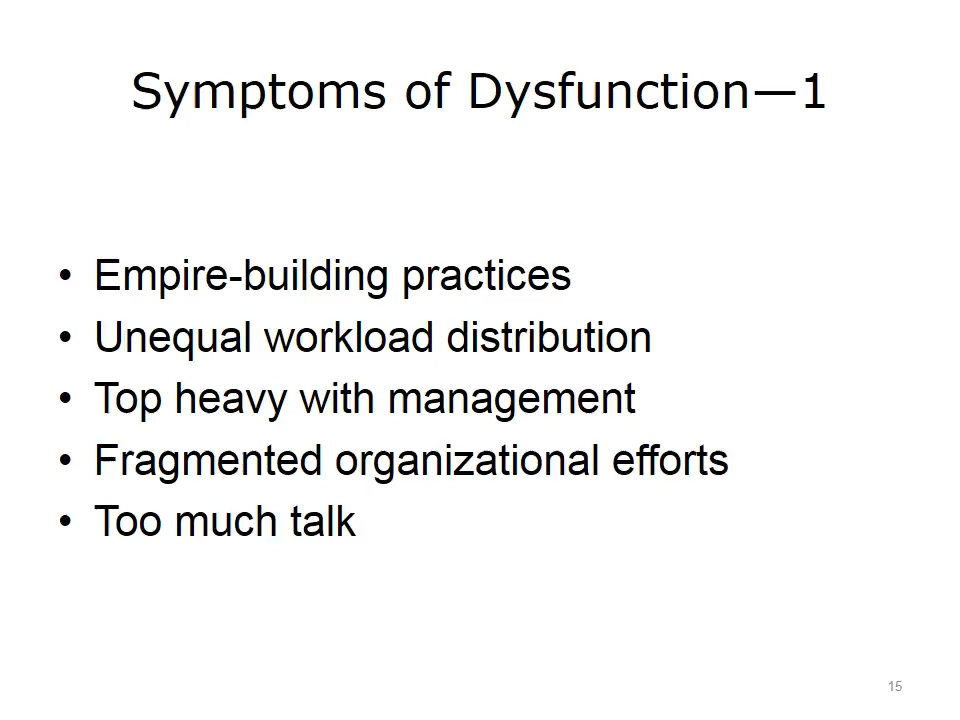 Symptoms of Dysfunction—1
• Empire-building practices
• Unequal workload distribution
• Top heavy with management
• Fragmented organizational efforts
• Too much talk
15